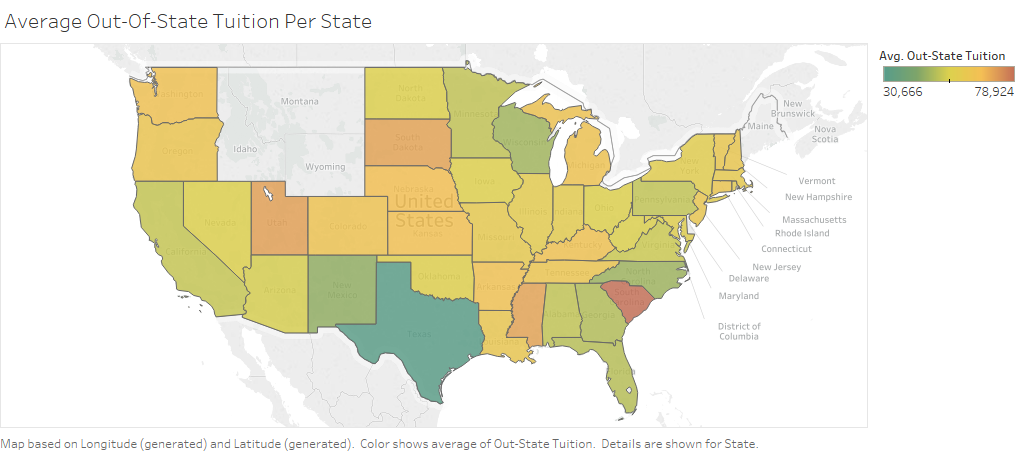 Average Out-Of-State Tuition Per State
Avg. Out-State Tuition
30,666 78,924
Washington
Montana
North
Dakota
Minnesota
Oregon
Idaho
Wyoming
South
Dakota
Wisconsin
Michigan
New
York
Maine
New
Brunswick
Nova
Scotia
Vermont
New Hampshire
Massachusetts
Rhode Island
Connecticut
New Jersey
Delaware
Maryland
District of
Columbia
Nebraska
United
States
Iowa
Illinois
Indiana
Ohio
Pennsylvania
Nevada
Utah
Colorado
Kansas
Missouri
Kentucky
Virginia
California
Arizona
New
Mexico
Oklahoma
Arkansas
Tennessee
North
Carolina
South
Carolina
Texas
Alabama
Georgia
Florida
Map based on Longitude (generated) and Latitude (generated). Color shows average of Out-State Tuition. Details are shown for State.